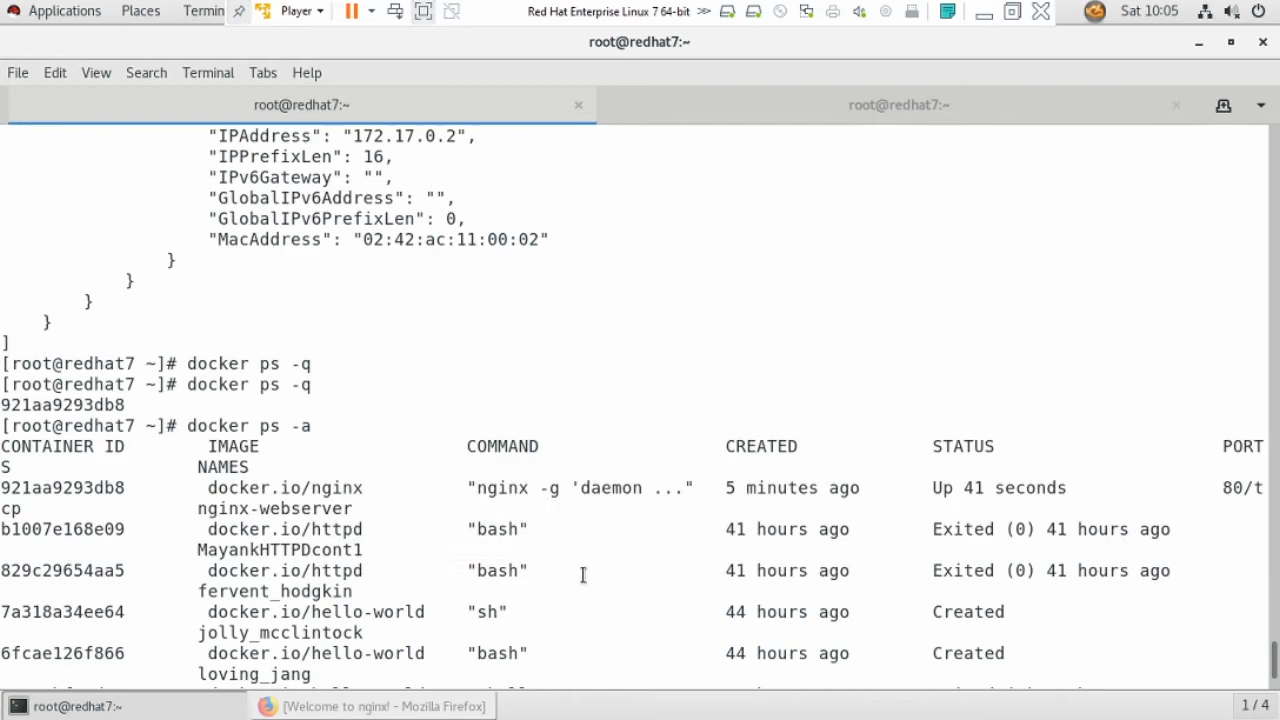 Applications Places Termin Player Red Hat Enterprise Linux 7 64-bit Sat 10:05
root@redhat7:~
File Edit View Search Terminal Tabs Help
root@redhat7:~ root@redhat7:~
"IPAddress": "172.17.0.2",
"IPPrefixLen": 16,
"IPv6Gateway": "",
"GlobalIPv6Address": "",
"GlobalIPv6PrefixLen": 0,
"MacAddress": "02:42:ac:11:00:02"
}
}
}
}
]
[root@redhat7 ~]# docker ps -q
[root@redhat7 ~]# docker ps -q
921aa9293db8
[root@redhat7 ~]# docker ps -a
CONTAINER ID IMAGE COMMAND CREATED STATUS PORT
S NAMES
921aa9293db8 docker.io/nginx "nginx -g 'daemon ..." 5 minutes ago Up 41 seconds 80/t
cp nginx-webserver
b1007e168e09 docker.io/httpd "bash" 41 hours ago Exited (0) 41 hours ago
MayankHTTPDcont1
829c29654aa5 docker.io/httpd "bash" 41 hours ago Exited (0) 41 hours ago
fervent_hodgkin
7a318a34ee64 docker.io/hello-world "sh" 44 hours ago Created
jolly_mcclintock
6fcae126f866 docker.io/hello-world "bash" 44 hours ago Created
loving_jang
root@redhat7:~ [Welcome to nginx! - Mozilla Firefox] 1 / 4